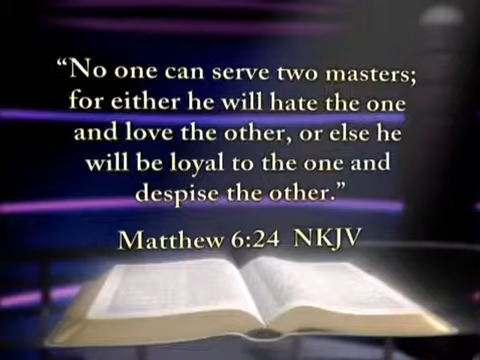 “No one can serve two masters;
for either he will hate the one
and love the other, or else he
will be loyal to the one and
despise the other.”
Matthew 6:24 NKJV